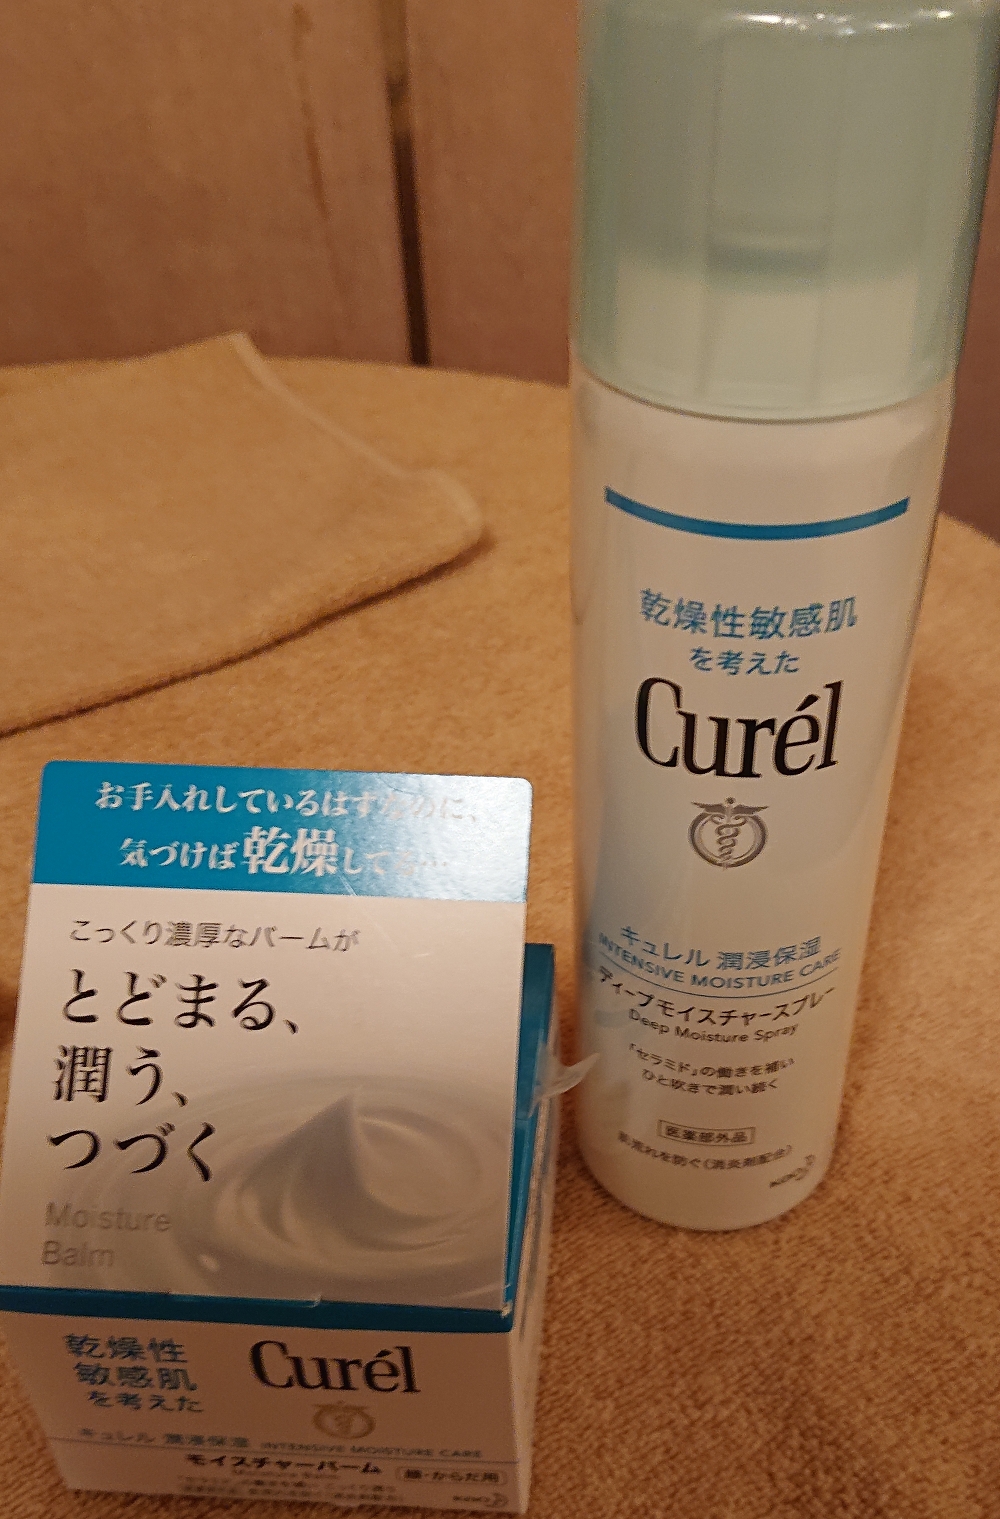 お手入れしているはずなのに、
気づけば乾燥してる…
こっくり濃厚なバームが
とどまる、
潤う、
つづく
Moisture
Balm
乾燥性
敏感肌
を考えた
Curél
キュレル 潤浸保湿 INTENSIVE MOISTURE CARE
モイスチャーバーム
顔・からだ用
Kao
乾燥性敏感肌
を考えた
Curél
キュレル 潤浸保湿
INTENSIVE MOISTURE CARE
ディープモイスチャースプレー
Deep Moisture Spray
「セラミド」の働きを補い
ひと吹きで潤い続く
医薬部外品
肌荒れを防ぐ(消炎剤配合)
Kao